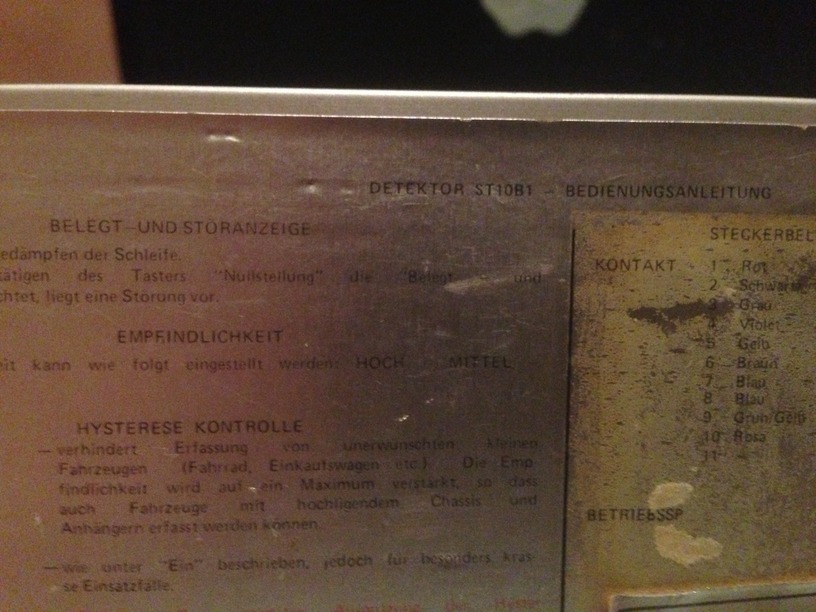 DETEKTOR ST10B1 – BEDIENUNGSANLEITUNG
BELEGT-UND STÖRANZEIGE
edämpfen der Schleife.
ätigen des Tasters "Nullstellung" die "Belegt- und
chtet, liegt eine Störung vor.
EMPFINDLICHKEIT
eit kann wie folgt eingestellt werden: HOCH - MITTEL
HYSTERESE KONTROLLE
— verhindert Erfassung von unerwünschten kleinen
Fahrzeugen (Fahrrad, Einkaufswagen etc.). Die Emp-
findlichkeit wird auf ein Maximum verstärkt, so dass
auch Fahrzeuge mit hochligendem Chassis und
Anhängern erfasst werden können.
— wie unter "Ein" beschrieben, jedoch für besonders kras-
se Einsatzfälle.
STECKERBEL
KONTAKT 1 Rot
2 Schwarz
3 Grau
4 Violet
5 Gelb
6 Braun
7 Blau
8 Blau
9 Grün/Gelb
10 Rosa
11 -
BETRIEBSSP